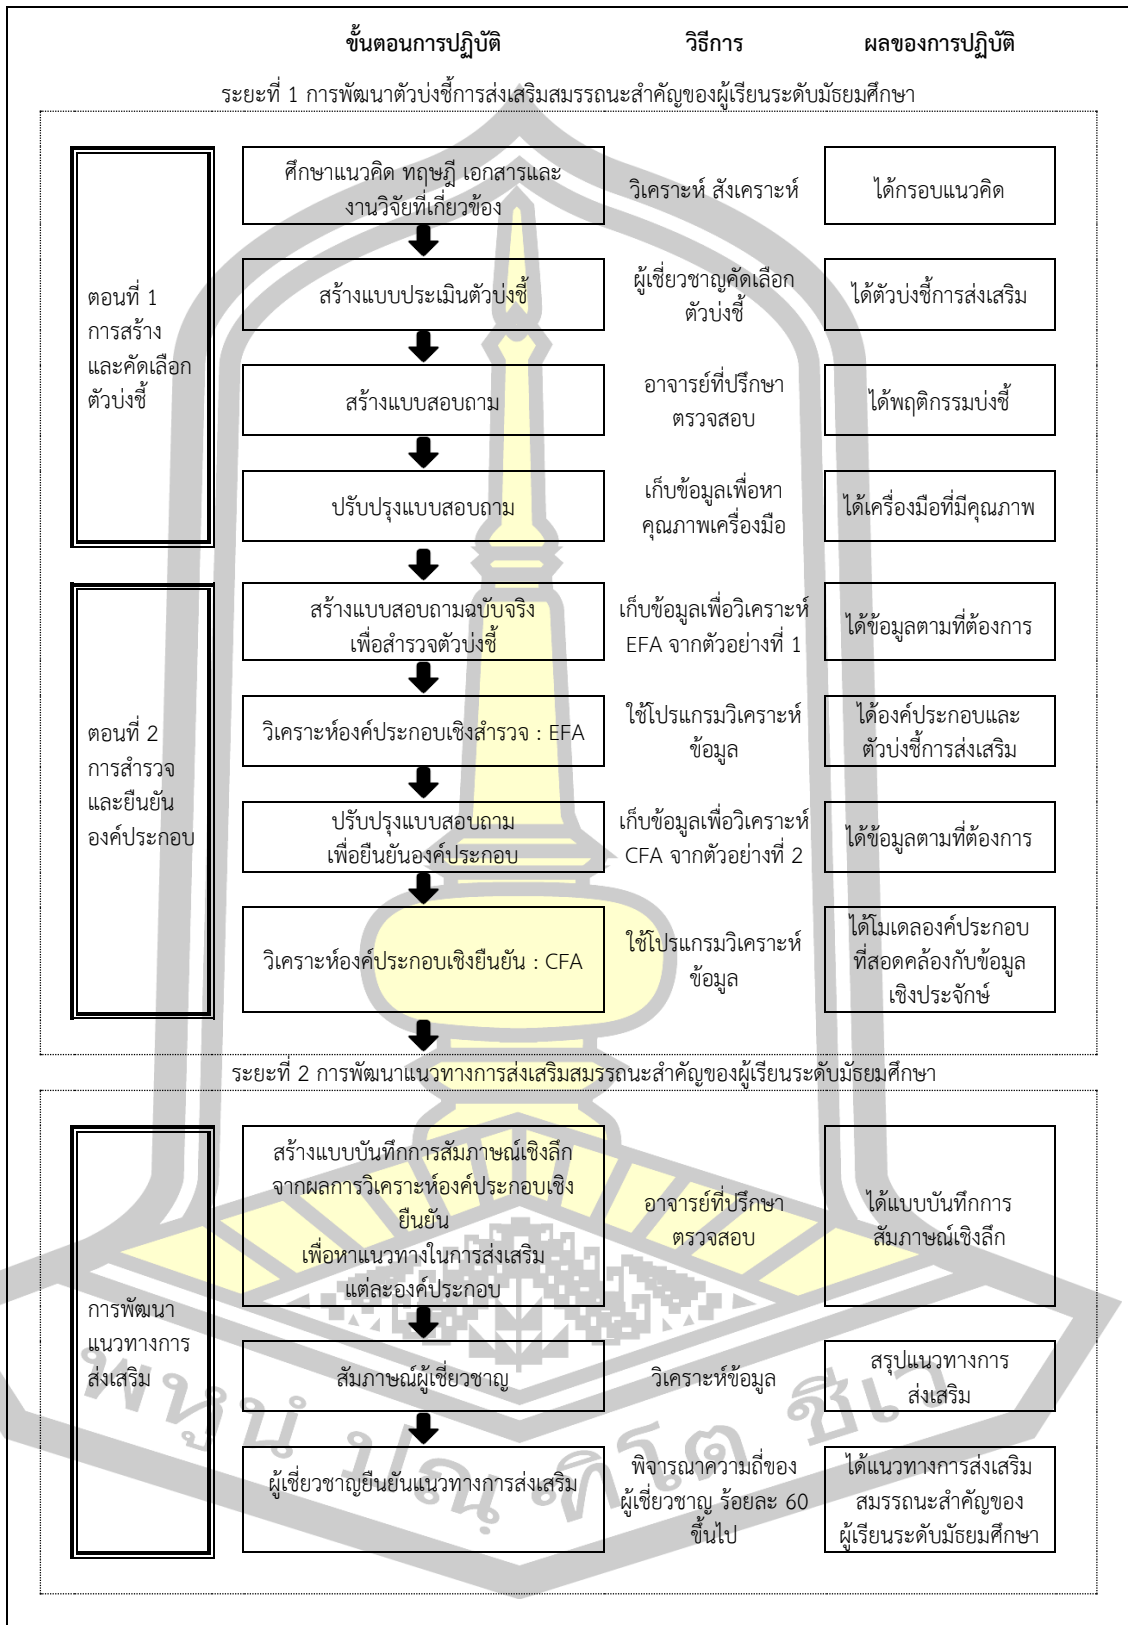 ขั้นตอนการปฏิบัติ วิธีการ ผลของการปฏิบัติ
ระยะที่ 1 การพัฒนาตัวบ่งชี้การส่งเสริมสมรรถนะสำคัญของผู้เรียนระดับมัธยมศึกษา
ตอนที่ 1
การสร้าง
และคัดเลือก
ตัวบ่งชี้
ศึกษาแนวคิด ทฤษฎี เอกสารและ
งานวิจัยที่เกี่ยวข้อง
วิเคราะห์ สังเคราะห์
ได้กรอบแนวคิด
สร้างแบบประเมินตัวบ่งชี้
ผู้เชี่ยวชาญคัดเลือก
ตัวบ่งชี้
ได้ตัวบ่งชี้การส่งเสริม
สร้างแบบสอบถาม
อาจารย์ที่ปรึกษา
ตรวจสอบ
ได้พฤติกรรมบ่งชี้
ปรับปรุงแบบสอบถาม
เก็บข้อมูลเพื่อหา
คุณภาพเครื่องมือ
ได้เครื่องมือที่มีคุณภาพ
ตอนที่ 2
การสำรวจ
และยืนยัน
องค์ประกอบ
สร้างแบบสอบถามฉบับจริง
เพื่อสำรวจตัวบ่งชี้
เก็บข้อมูลเพื่อวิเคราะห์
EFA จากตัวอย่างที่ 1
ได้ข้อมูลตามที่ต้องการ
วิเคราะห์องค์ประกอบเชิงสำรวจ : EFA
ใช้โปรแกรมวิเคราะห์
ข้อมูล
ได้องค์ประกอบและ
ตัวบ่งชี้การส่งเสริม
ปรับปรุงแบบสอบถาม
เพื่อยืนยันองค์ประกอบ
เก็บข้อมูลเพื่อวิเคราะห์
CFA จากตัวอย่างที่ 2
ได้ข้อมูลตามที่ต้องการ
วิเคราะห์องค์ประกอบเชิงยืนยัน : CFA
ใช้โปรแกรมวิเคราะห์
ข้อมูล
ได้โมเดลองค์ประกอบ
ที่สอดคล้องกับข้อมูล
เชิงประจักษ์
ระยะที่ 2 การพัฒนาแนวทางการส่งเสริมสมรรถนะสำคัญของผู้เรียนระดับมัธยมศึกษา
การพัฒนา
แนวทางการ
ส่งเสริม
สร้างแบบบันทึกการสัมภาษณ์เชิงลึก
จากผลการวิเคราะห์องค์ประกอบเชิง
ยืนยัน
เพื่อหาแนวทางในการส่งเสริม
แต่ละองค์ประกอบ
อาจารย์ที่ปรึกษา
ตรวจสอบ
ได้แบบบันทึกการ
สัมภาษณ์เชิงลึก
สัมภาษณ์ผู้เชี่ยวชาญ
วิเคราะห์ข้อมูล
สรุปแนวทางการ
ส่งเสริม
ผู้เชี่ยวชาญยืนยันแนวทางการส่งเสริม
พิจารณาความถี่ของ
ผู้เชี่ยวชาญ ร้อยละ 60
ขึ้นไป
ได้แนวทางการส่งเสริม
สมรรถนะสำคัญของ
ผู้เรียนระดับมัธยมศึกษา
พหูนํ ปณฺฑิโต ชีเว